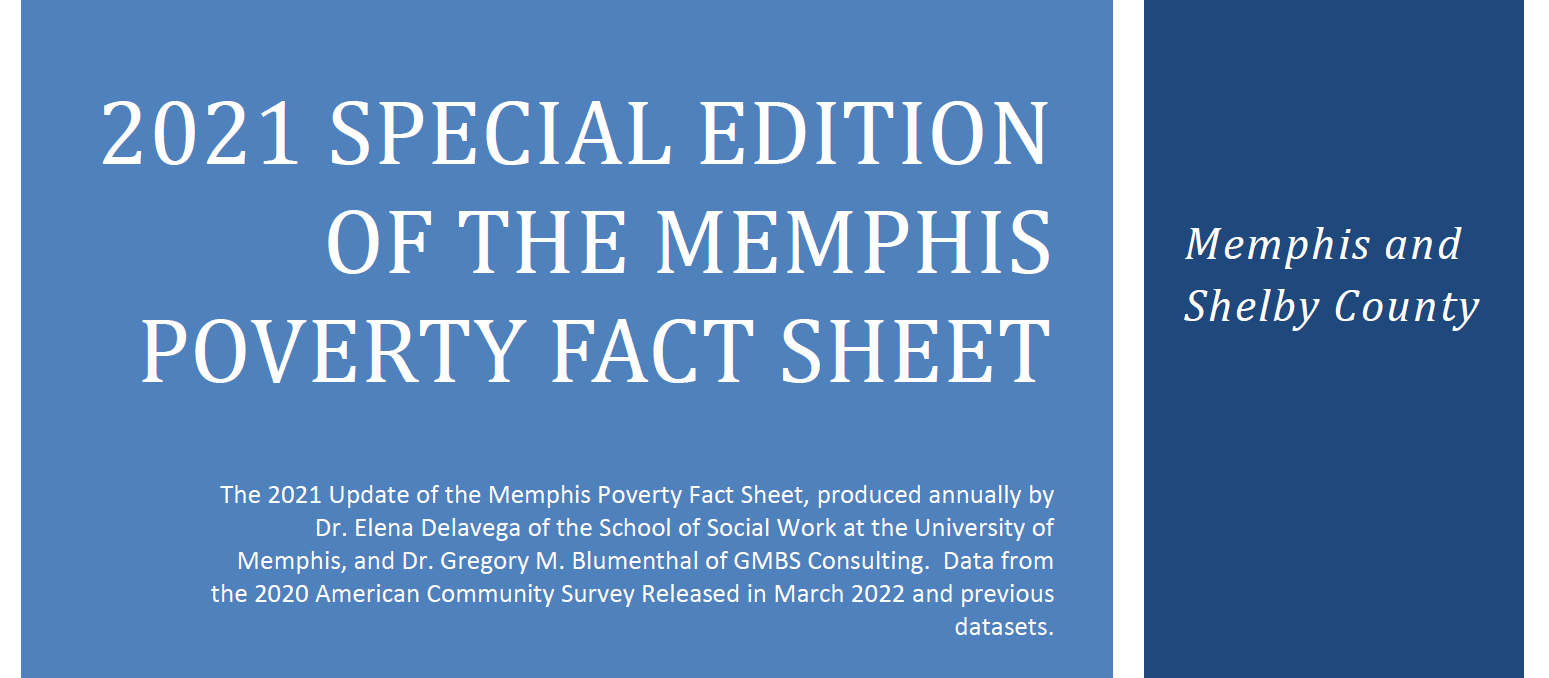 2021 SPECIAL EDITION
OF THE MEMPHIS
POVERTY FACT SHEET
The 2021 Update of the Memphis Poverty Fact Sheet, produced annually by
Dr. Elena Delavega of the School of Social Work at the University of
Memphis, and Dr. Gregory M. Blumenthal of GMBS Consulting.  Data from
the 2020 American Community Survey Released in March 2022 and previous
datasets.
Memphis and
Shelby County